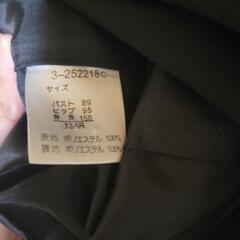 3-252218C
サイズ
バスト 89
ヒップ 95
身長 158
13AR
表地 ポリエステル 100%
裏地 ポリエステル 100%